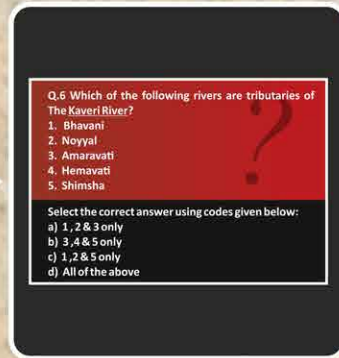 Q.6 Which of the following rivers are tributaries of
The Kaveri River?
1. Bhavani
2. Noyyal
3. Amaravati
4. Hemavati
5. Shimsha
?
Select the correct answer using codes given below:
a) 1,2 & 3 only
b) 3,4 & 5 only
c) 1,2 & 5 only
d) All of the above